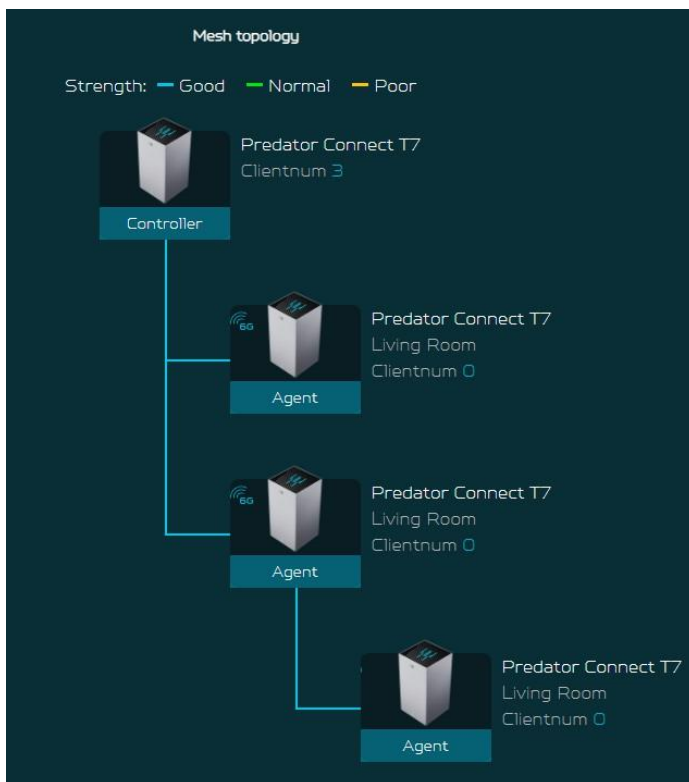 Mesh topology
Strength: Good Normal Poor
Predator Connect T7
Clientnum 3
Controller
6G
Predator Connect T7
Living Room
Clientnum 0
Agent
6G
Predator Connect T7
Living Room
Clientnum 0
Agent
Predator Connect T7
Living Room
Clientnum 0
Agent